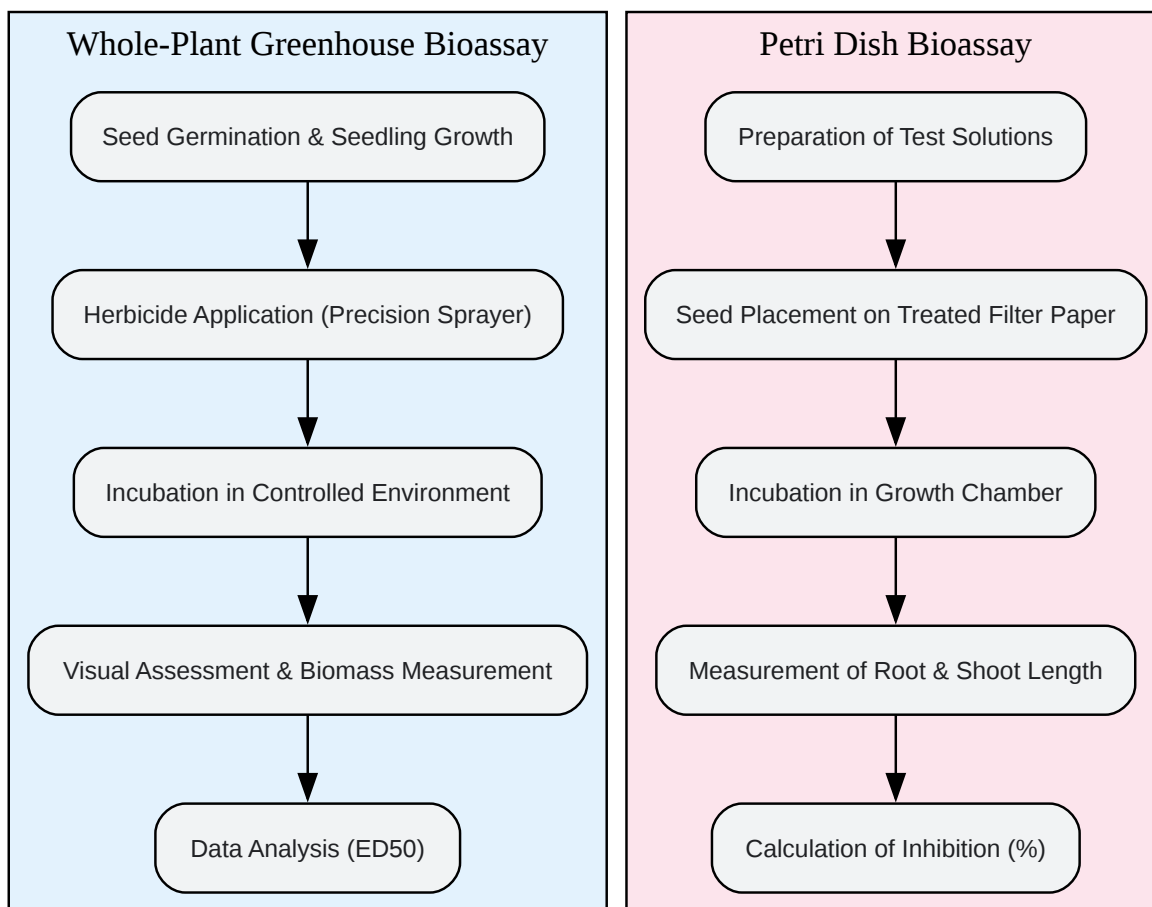 Whole-Plant Greenhouse Bioassay
Seed Germination & Seedling Growth
Herbicide Application (Precision Sprayer)
Incubation in Controlled Environment
Visual Assessment & Biomass Measurement
Data Analysis (ED50)
Petri Dish Bioassay
Preparation of Test Solutions
Seed Placement on Treated Filter Paper
Incubation in Growth Chamber
Measurement of Root & Shoot Length
Calculation of Inhibition (%)